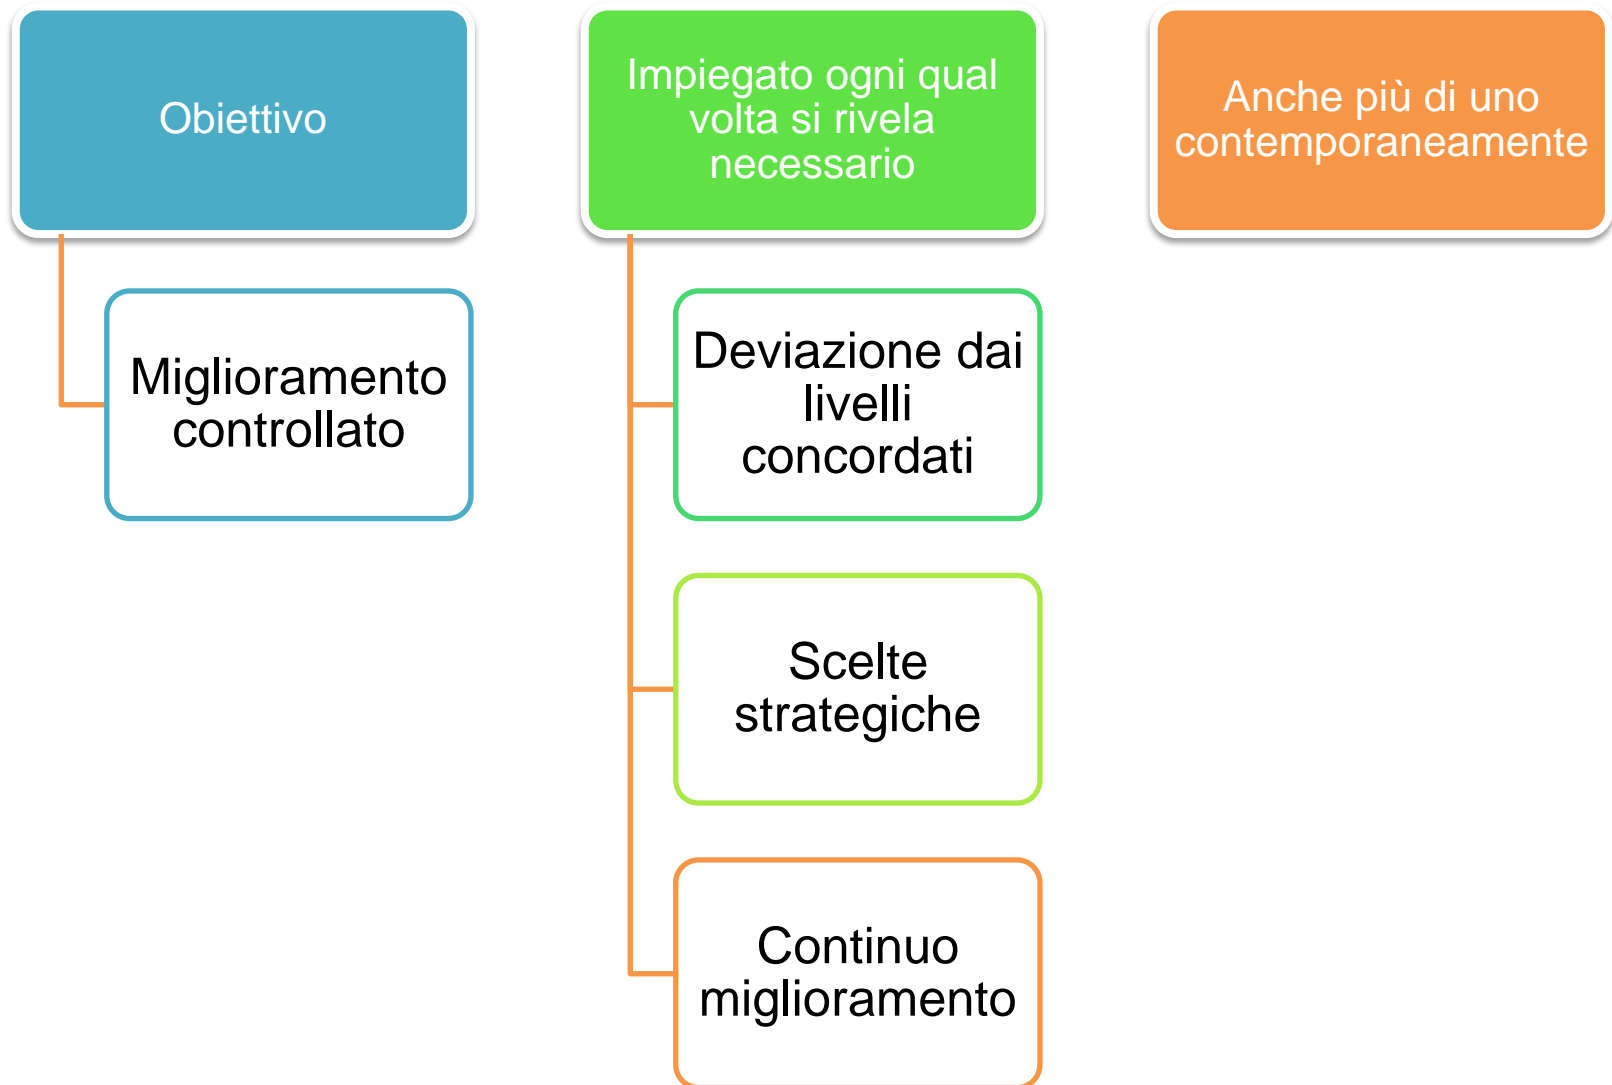 Obiettivo
Miglioramento
controllato
Impiegato ogni qual
volta si rivela
necessario
Deviazione dai
livelli
concordati
Scelte
strategiche
Continuo
miglioramento
Anche più di uno
contemporaneamente